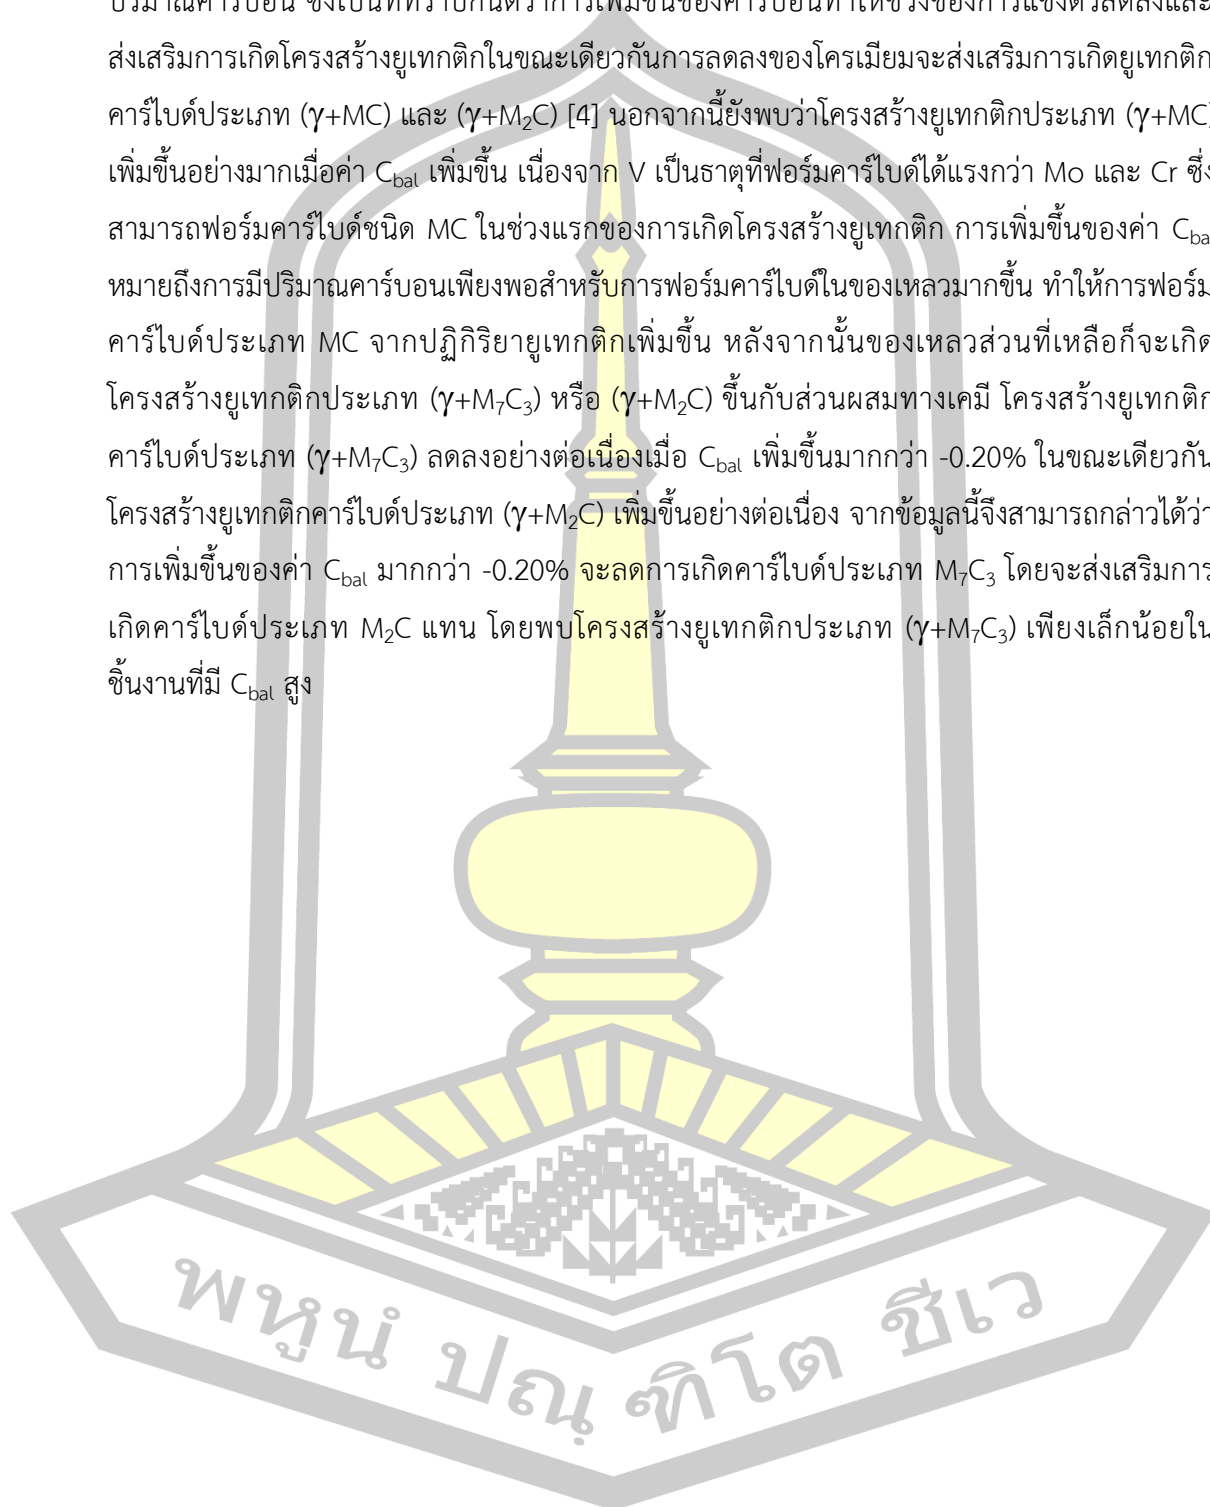 ปริมาณคาร์บอน ซึ่งเป็นที่ทราบกันดีว่าการเพิ่มขึ้นของคาร์บอนทำให้ช่วงของการแข็งตัวลดลงและ
ส่งเสริมการเกิดโครงสร้างยูเทกติกในขณะเดียวกันการลดลงของโครเมียมจะส่งเสริมการเกิดยูเทกติก
คาร์ไบด์ประเภท (γ+MC) และ (γ+M₂C) [4] นอกจากนี้ยังพบว่าโครงสร้างยูเทกติกประเภท (γ+MC)
เพิ่มขึ้นอย่างมากเมื่อค่า C_bal เพิ่มขึ้น เนื่องจาก V เป็นธาตุที่ฟอร์มคาร์ไบด์ได้แรงกว่า Mo และ Cr ซึ่ง
สามารถฟอร์มคาร์ไบด์ชนิด MC ในช่วงแรกของการเกิดโครงสร้างยูเทกติก การเพิ่มขึ้นของค่า C_bal
หมายถึงการมีปริมาณคาร์บอนเพียงพอสำหรับการฟอร์มคาร์ไบด์ในของเหลวมากขึ้น ทำให้การฟอร์ม
คาร์ไบด์ประเภท MC จากปฏิกิริยายูเทกติกเพิ่มขึ้น หลังจากนั้นของเหลวส่วนที่เหลือก็จะเกิด
โครงสร้างยูเทกติกประเภท (γ+M₇C₃) หรือ (γ+M₂C) ขึ้นกับส่วนผสมทางเคมี โครงสร้างยูเทกติก
คาร์ไบด์ประเภท (γ+M₇C₃) ลดลงอย่างต่อเนื่องเมื่อ C_bal เพิ่มขึ้นมากกว่า -0.20% ในขณะเดียวกัน
โครงสร้างยูเทกติกคาร์ไบด์ประเภท (γ+M₂C) เพิ่มขึ้นอย่างต่อเนื่อง จากข้อมูลนี้จึงสามารถกล่าวได้ว่า
การเพิ่มขึ้นของค่า C_bal มากกว่า -0.20% จะลดการเกิดคาร์ไบด์ประเภท M₇C₃ โดยจะส่งเสริมการ
เกิดคาร์ไบด์ประเภท M₂C แทน โดยพบโครงสร้างยูเทกติกประเภท (γ+M₇C₃) เพียงเล็กน้อยใน
ชิ้นงานที่มี C_bal สูง
พหูนํ ปณฺฑิโต ชีเว